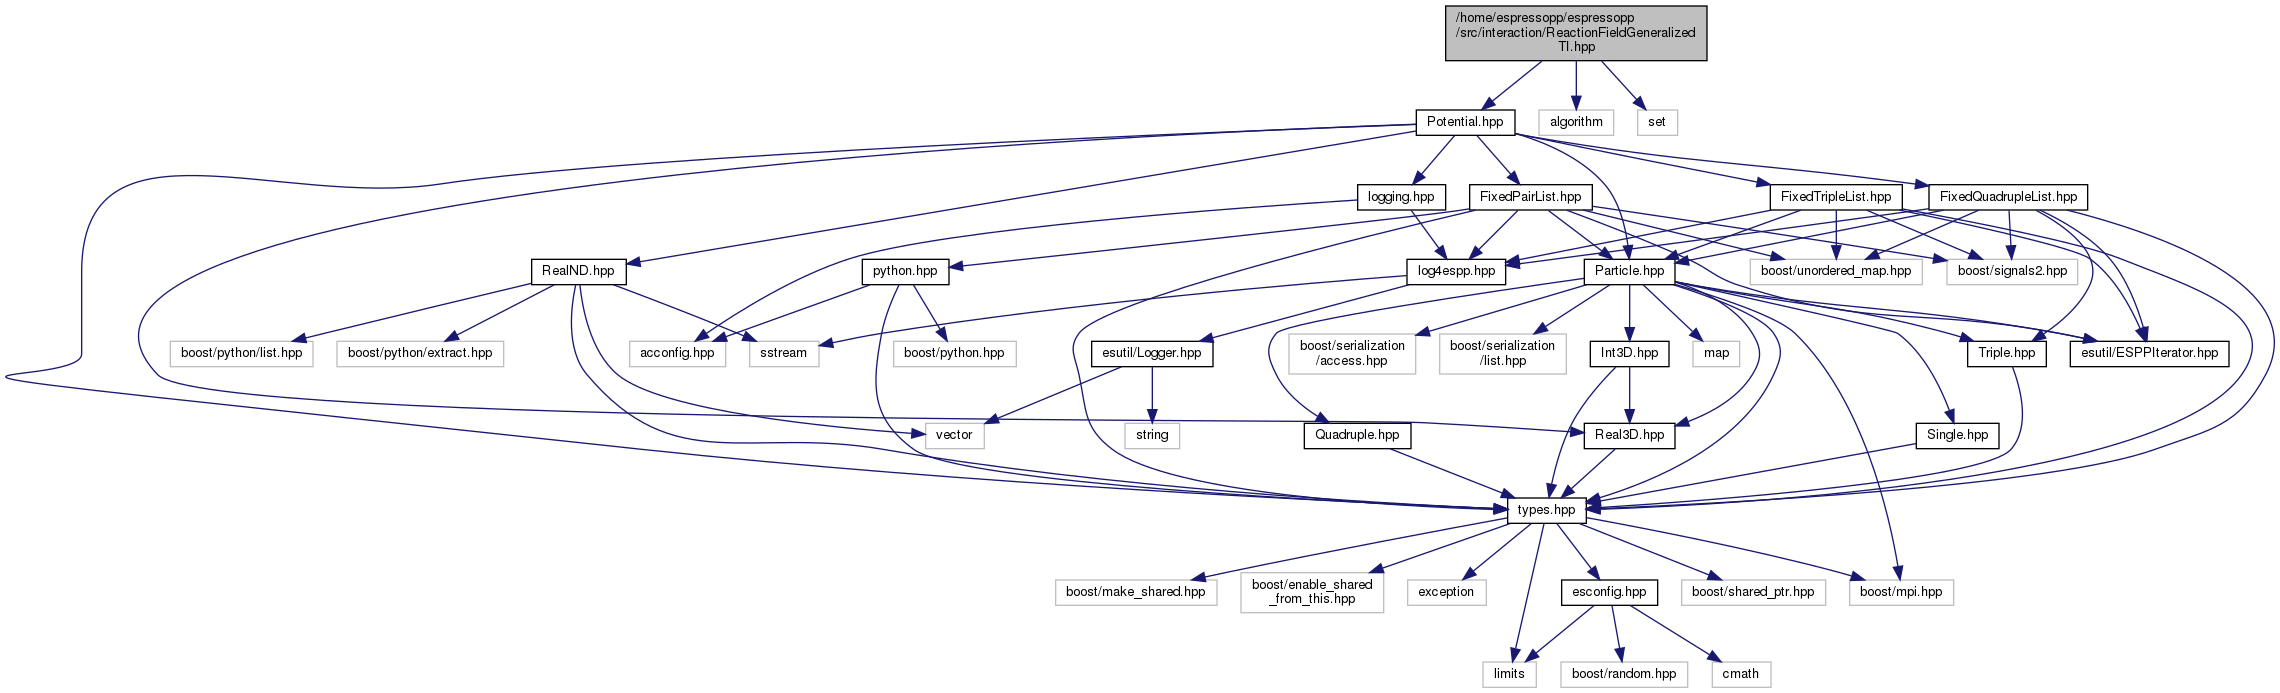 /home/espressopp/espressopp
/src/interaction/ReactionFieldGeneralized
TI.hpp
Potential.hpp
algorithm
set
logging.hpp
FixedPairList.hpp
FixedTripleList.hpp
FixedQuadrupleList.hpp
RealND.hpp
python.hpp
log4espp.hpp
Particle.hpp
boost/unordered_map.hpp
boost/signals2.hpp
boost/python/list.hpp
boost/python/extract.hpp
acconfig.hpp
sstream
boost/python.hpp
esutil/Logger.hpp
boost/serialization
/access.hpp
boost/serialization
/list.hpp
Int3D.hpp
map
Triple.hpp
esutil/ESPPIterator.hpp
vector
string
Quadruple.hpp
Real3D.hpp
Single.hpp
types.hpp
boost/make_shared.hpp
boost/enable_shared
_from_this.hpp
exception
esconfig.hpp
boost/shared_ptr.hpp
boost/mpi.hpp
limits
boost/random.hpp
cmath